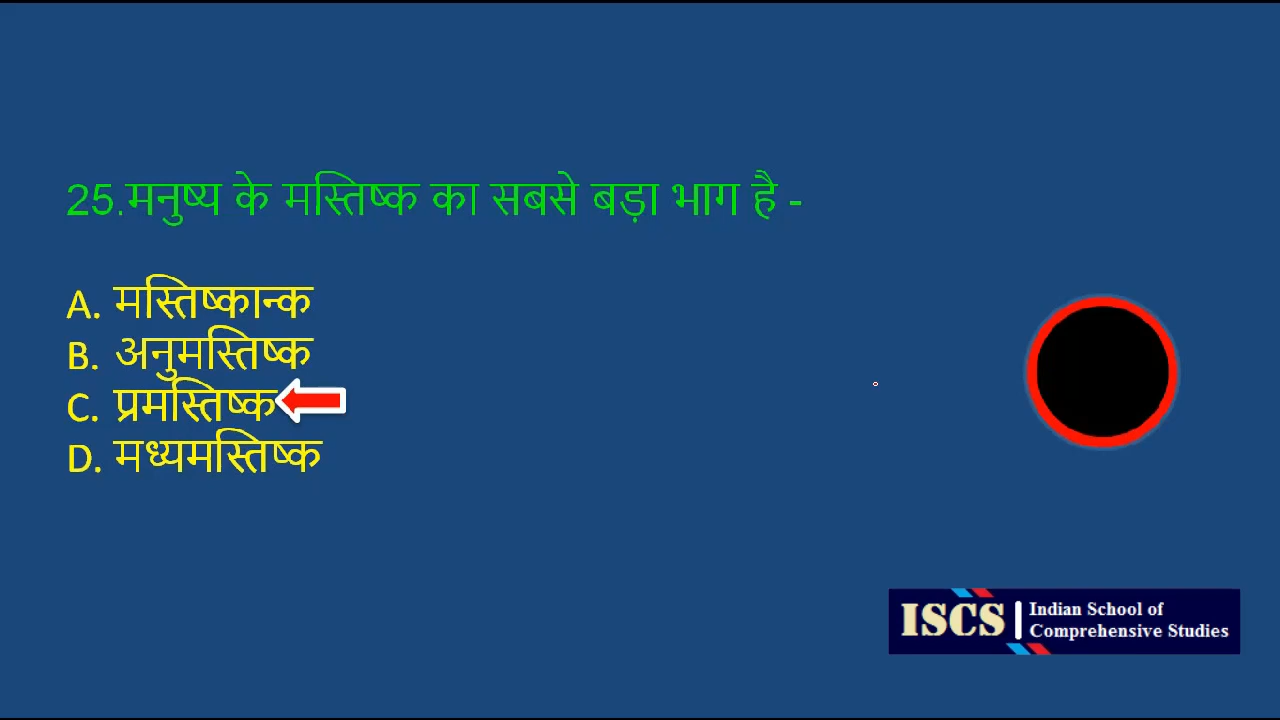 25.मनुष्य के मस्तिष्क का सबसे बड़ा भाग है -
A. मस्तिष्कान्क
B. अनुमस्तिष्क
C. प्रमस्तिष्क
D. मध्यमस्तिष्क
ISCS
Indian School of
Comprehensive Studies